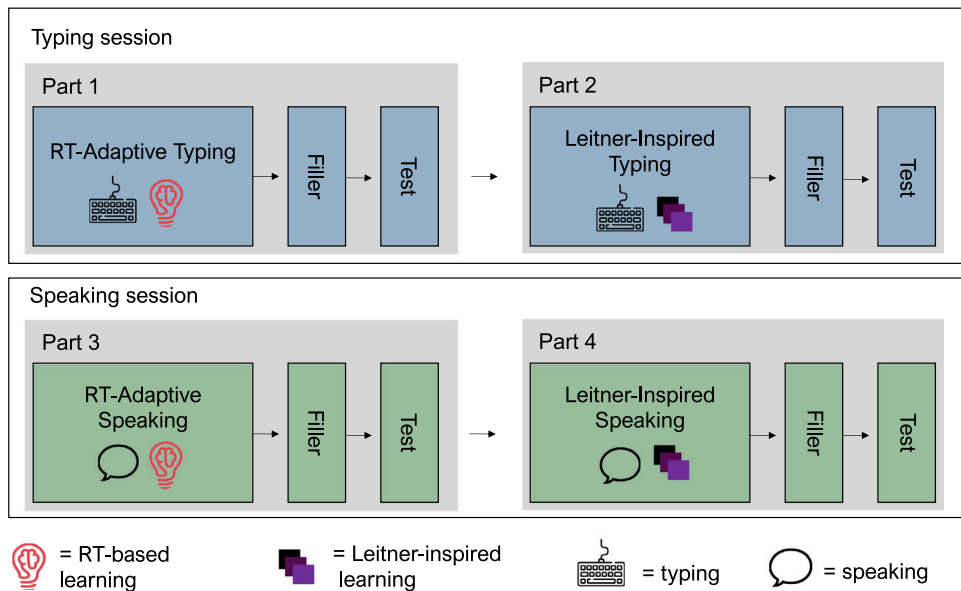 Typing session
Part 1
RT-Adaptive Typing
Filler
Test
Part 2
Leitner-Inspired
Typing
Filler
Test
Speaking session
Part 3
RT-Adaptive
Speaking
Filler
Test
Part 4
Leitner-Inspired
Speaking
Filler
Test
= RT-based
learning
= Leitner-inspired
learning
= typing
= speaking